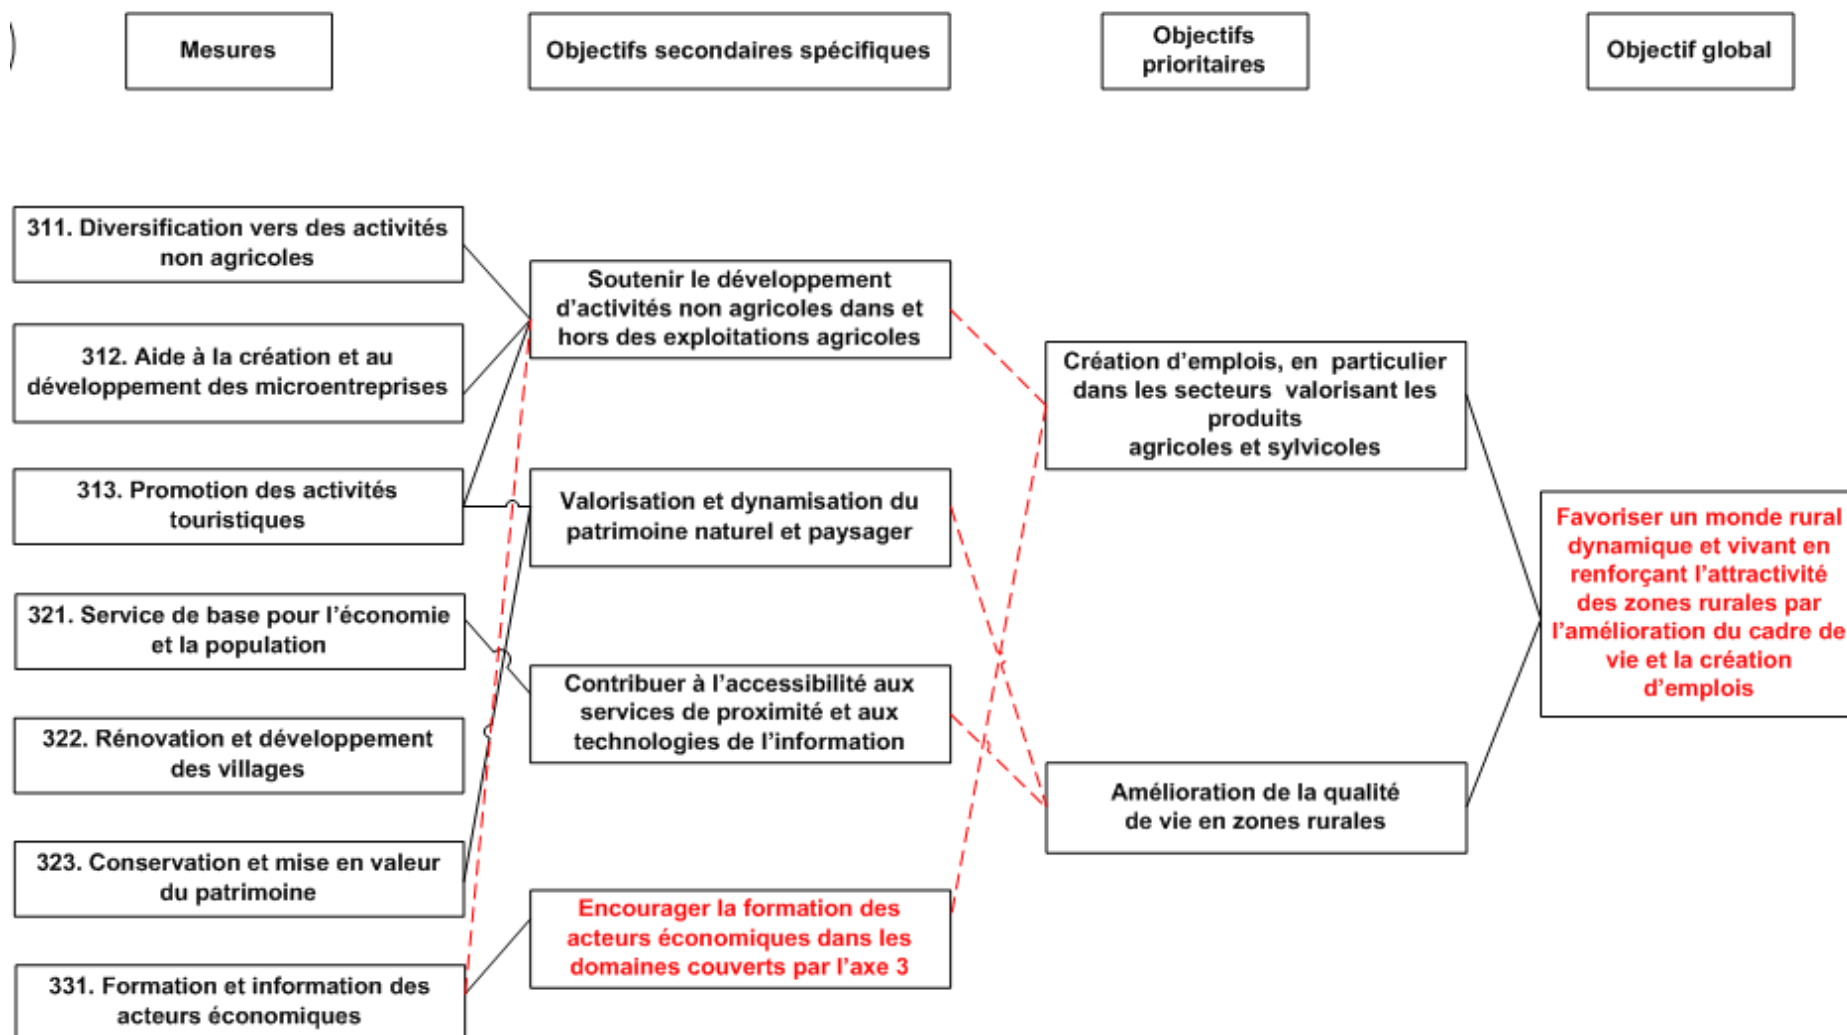 Mesures
Objectifs secondaires spécifiques
Objectifs
prioritaires
Objectif global
311. Diversification vers des activités
non agricoles
312. Aide à la création et au
développement des microentreprises
313. Promotion des activités
touristiques
321. Service de base pour l'économie
et la population
322. Rénovation et développement
des villages
323. Conservation et mise en valeur
du patrimoine
331. Formation et information des
acteurs économiques
Soutenir le développement
d'activités non agricoles dans et
hors des exploitations agricoles
Valorisation et dynamisation du
patrimoine naturel et paysager
Contribuer à l'accessibilité aux
services de proximité et aux
technologies de l'information
Encourager la formation des
acteurs économiques dans les
domaines couverts par l'axe 3
Création d'emplois, en particulier
dans les secteurs valorisant les
produits
agricoles et sylvicoles
Amélioration de la qualité
de vie en zones rurales
Favoriser un monde rural
dynamique et vivant en
renforçant l'attractivité
des zones rurales par
l'amélioration du cadre de
vie et la création
d'emplois